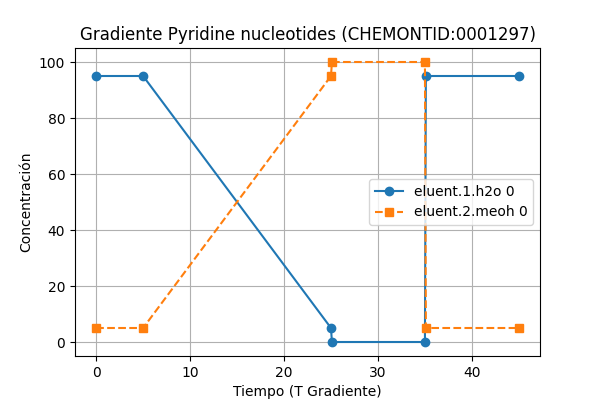 Gradiente Pyridine nucleotides (CHEMONTID:0001297)
100
80
60
40
20
0
Concentración
eluent.1.h2o 0
eluent.2.meoh 0
0 10 20 30 40
Tiempo (T Gradiente)